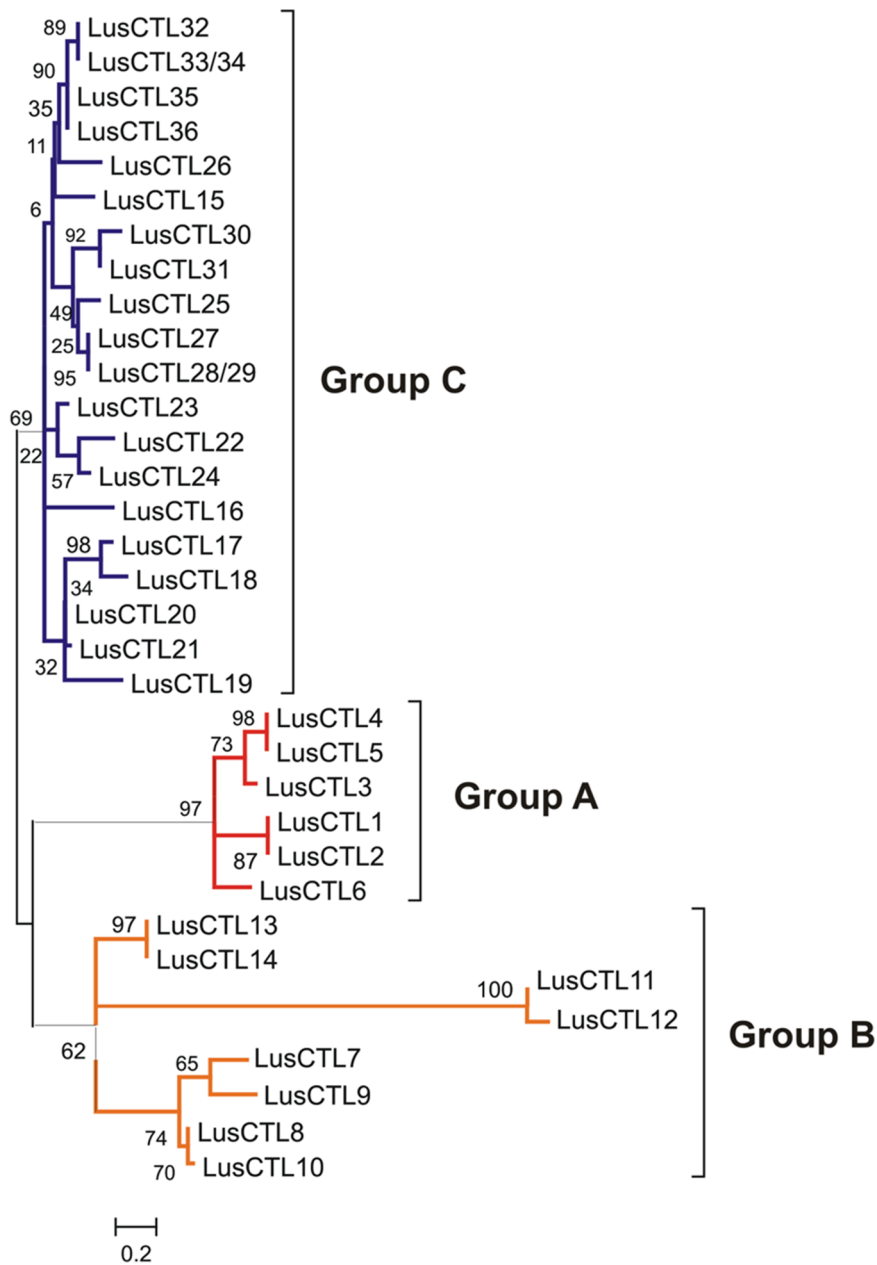 89
LusCTL32
LusCTL33/34
90
LusCTL35
35
LusCTL36
11
LusCTL26
LusCTL15
6
92
LusCTL30
LusCTL31
LusCTL25
49
LusCTL27
25
LusCTL28/29
95
Group C
LusCTL23
69
LusCTL22
22
LusCTL24
57
LusCTL16
98
LusCTL17
LusCTL18
34
LusCTL20
LusCTL21
32
LusCTL19
98
LusCTL4
73
LusCTL5
LusCTL3
Group A
97
LusCTL1
LusCTL2
87
LusCTL6
97
LusCTL13
LusCTL14
100
LusCTL11
LusCTL12
Group B
62
65
LusCTL7
LusCTL9
LusCTL8
74
LusCTL10
70
0.2